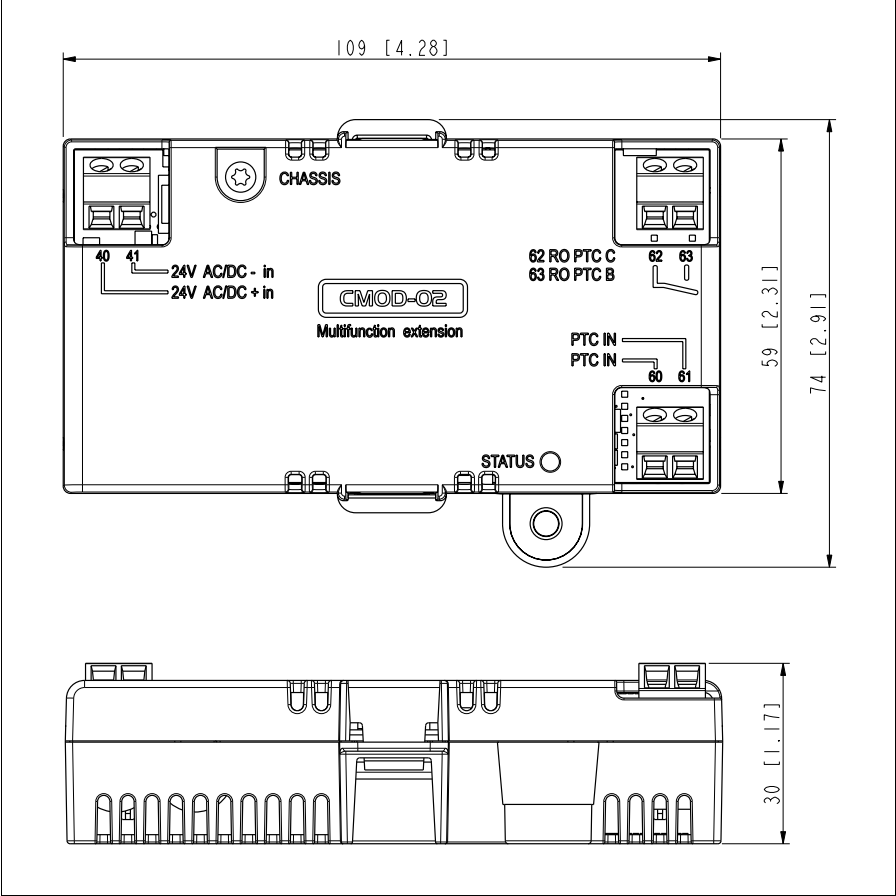 109 [4.28]
CHASSIS
40 41
24V AC/DC - in
24V AC/DC + in
62 RO PTC C
63 RO PTC B
62 63
CMOD-02
Multifunction extension
PTC IN
PTC IN
60 61
STATUS
59 [2.31]
74 [2.91]
30 [1.17]